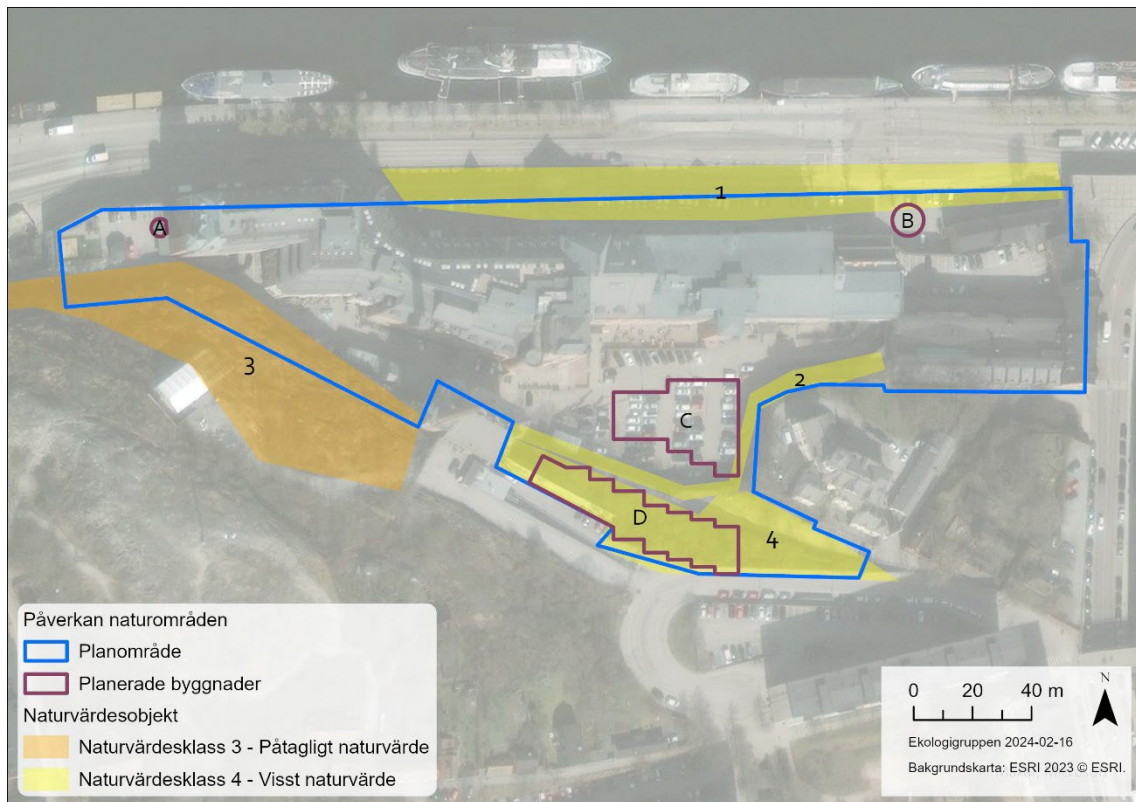 1
A
B
3
2
C
D
4
Påverkan naturområden
Planområde
Planerade byggnader
Naturvärdesobjekt
Naturvärdesklass 3 - Påtagligt naturvärde
Naturvärdesklass 4 - Visst naturvärde
N
0 20 40 m
Ekologigruppen 2024-02-16
Bakgrundskarta: ESRI 2023 © ESRI.